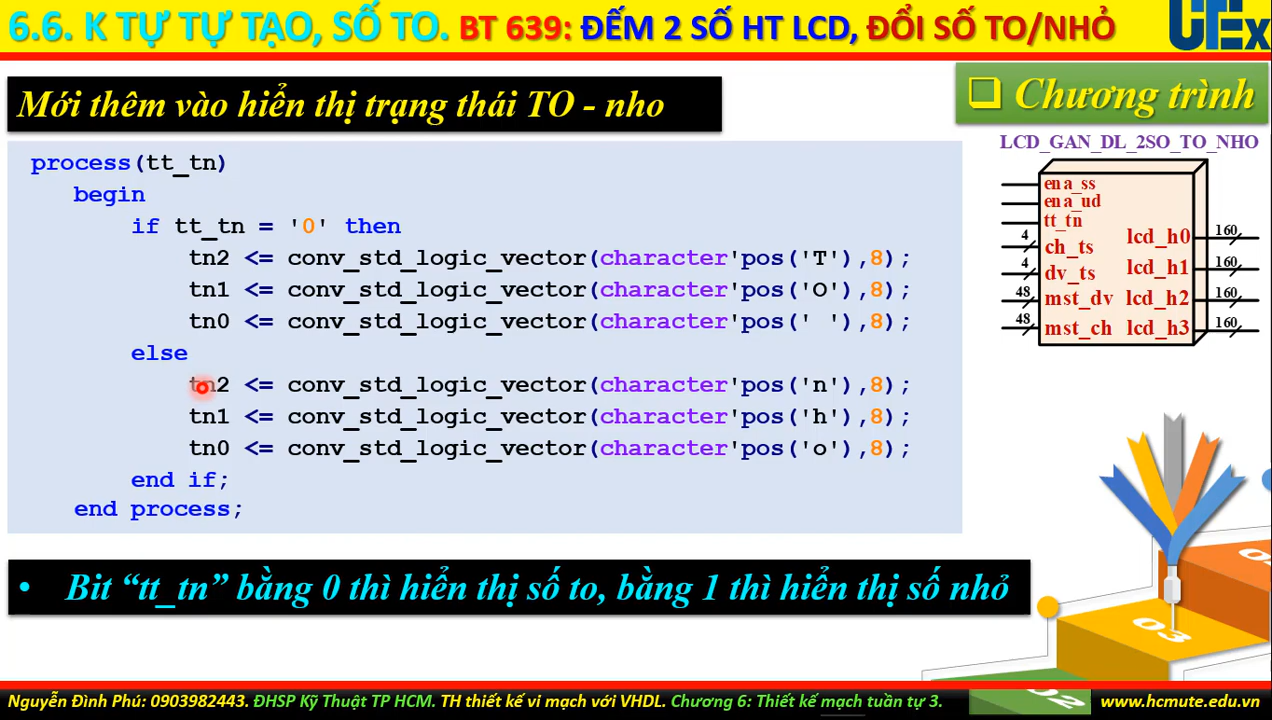 6.6. K TỰ TỰ TẠO, SỐ TO. BT 639: ĐẾM 2 SỐ HT LCD, ĐỔI SỐ TO/NHỎ
UTEx
Mới thêm vào hiển thị trạng thái TO - nho
Chương trình
process(tt_tn)
begin
if tt_tn = '0' then
tn2 <= conv_std_logic_vector(character'pos('T'),8);
tn1 <= conv_std_logic_vector(character'pos('O'),8);
tn0 <= conv_std_logic_vector(character'pos(' '),8);
else
tn2 <= conv_std_logic_vector(character'pos('n'),8);
tn1 <= conv_std_logic_vector(character'pos('h'),8);
tn0 <= conv_std_logic_vector(character'pos('o'),8);
end if;
end process;
LCD_GAN_DL_2SO_TO_NHO
ena_ss
ena_ud
tt_tn
4 ch_ts
4 dv_ts
48 mst_dv
48 mst_ch
lcd_h0 160
lcd_h1 160
lcd_h2 160
lcd_h3 160
• Bit “tt_tn” bằng 0 thì hiển thị số to, bằng 1 thì hiển thị số nhỏ
03
02
Nguyễn Đình Phú: 0903982443. ĐHSP Kỹ Thuật TP HCM. TH thiết kế vi mạch với VHDL. Chương 6: Thiết kế mạch tuần tự 3.
www.hcmute.edu.vn